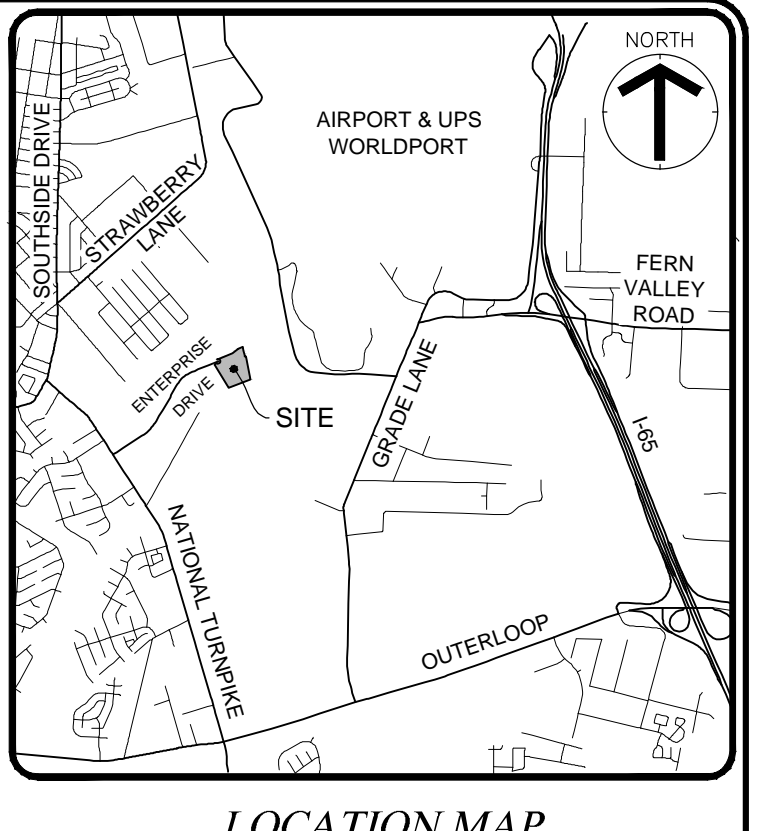 NORTH
AIRPORT & UPS
WORLDPORT
SOUTHSIDE DRIVE
STRAWBERRY
LANE
FERN
VALLEY
ROAD
ENTERPRISE
DRIVE
SITE
GRADE LANE
I-65
NATIONAL TURNPIKE
OUTERLOOP
LOCATION MAP